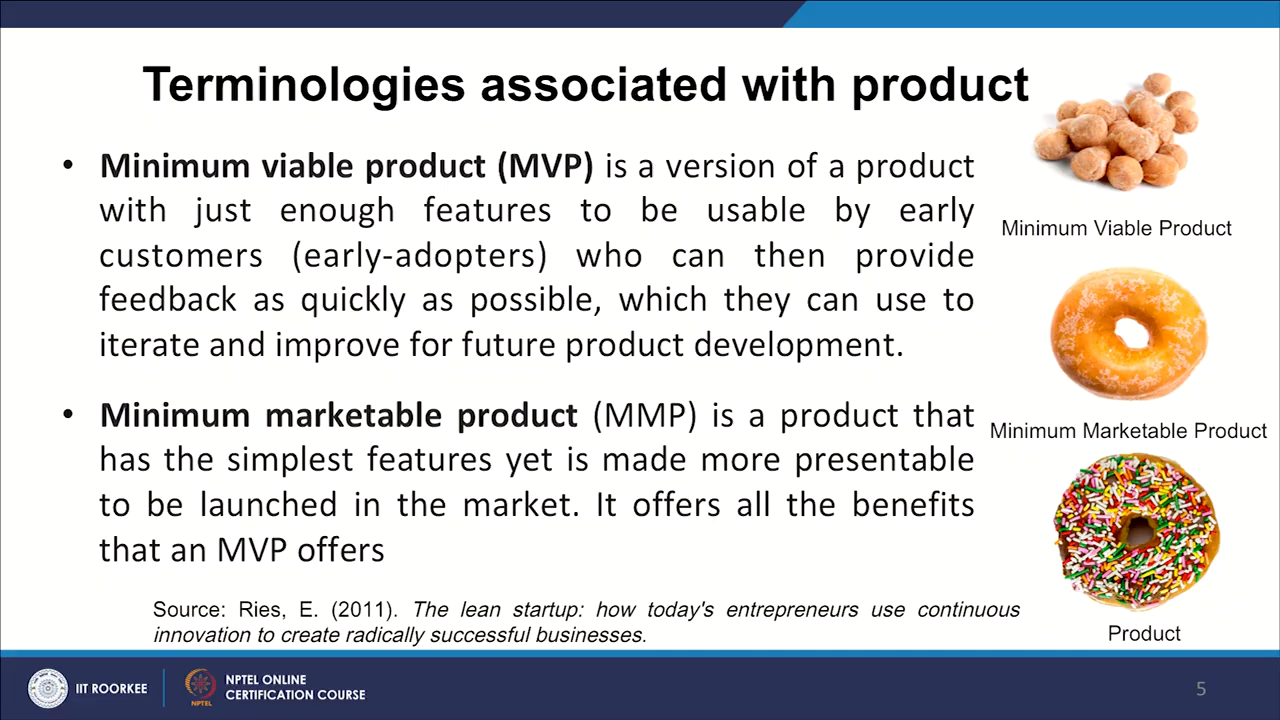 Terminologies associated with product
• Minimum viable product (MVP) is a version of a product
with just enough features to be usable by early
customers (early-adopters) who can then provide
feedback as quickly as possible, which they can use to
iterate and improve for future product development.
• Minimum marketable product (MMP) is a product that
has the simplest features yet is made more presentable
to be launched in the market. It offers all the benefits
that an MVP offers
Minimum Viable Product
Minimum Marketable Product
Product
Source: Ries, E. (2011). The lean startup: how today's entrepreneurs use continuous
innovation to create radically successful businesses.
IIT ROORKEE
NPTEL
NPTEL ONLINE
CERTIFICATION COURSE
5